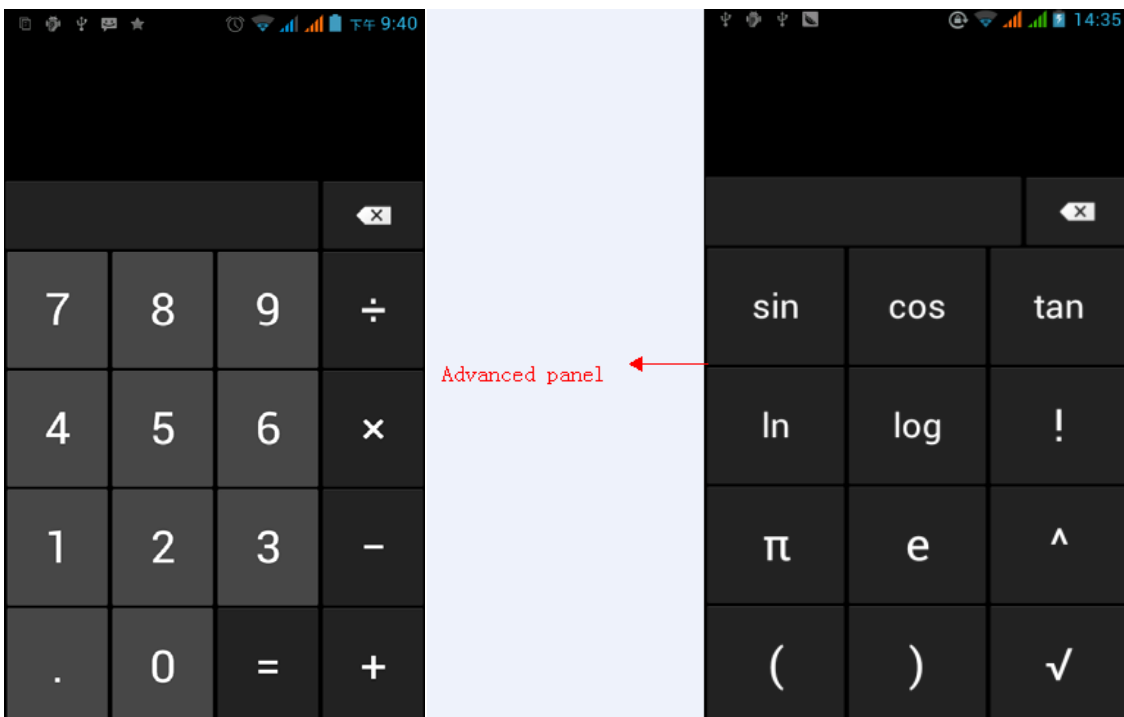 下午 9:40
7 8 9 ÷
4 5 6 ×
1 2 3 −
. 0 = +
Advanced panel
14:35
sin cos tan
ln log !
π e ^
( ) √